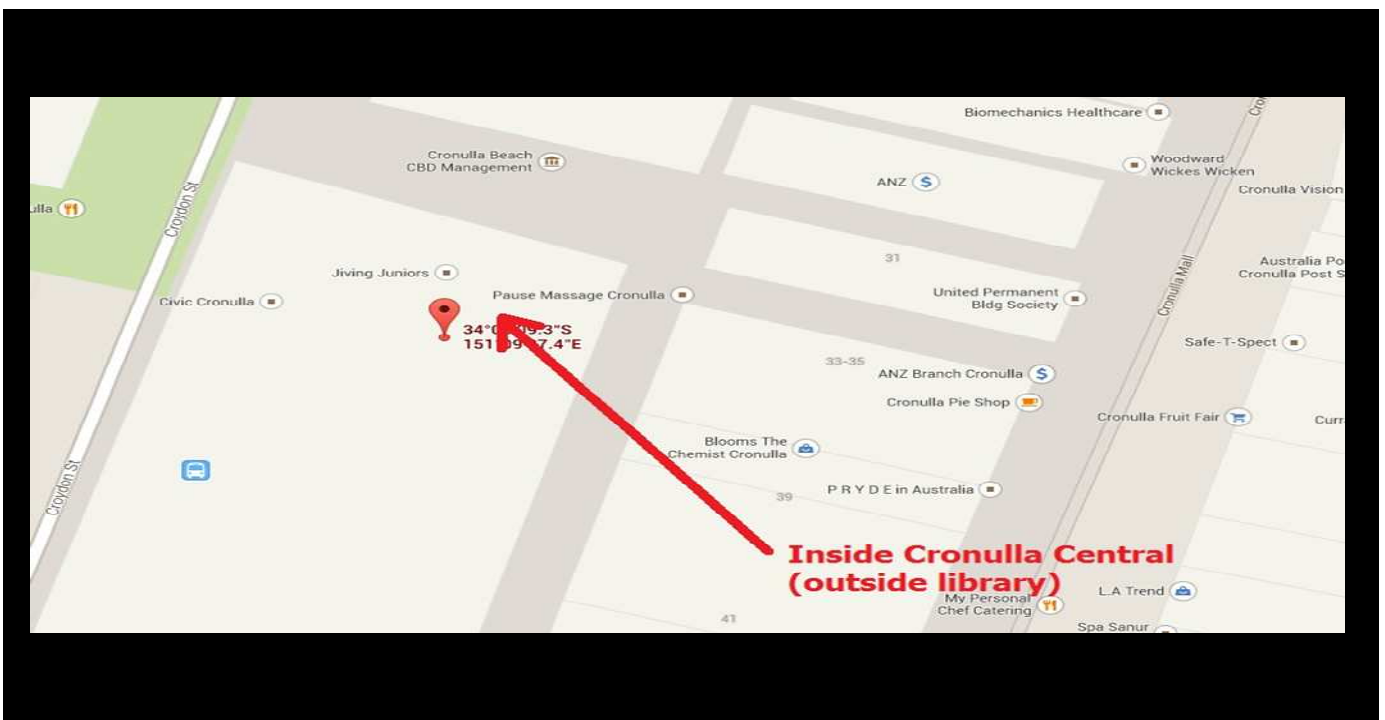 Biomechanics Healthcare
Cronulla Beach
CBD Management
Woodward
Wickes Wicken
ANZ
Cronulla Vision
Croydon St
31
Australia
Cronulla Post
Jiving Juniors
Cronulla Mall
Civic Cronulla
Pause Massage Cronulla
United Permanent
Bldg Society
Safe-T-Spect
33-35
ANZ Branch Cronulla
Cronulla Pie Shop
Cronulla Fruit Fair
Blooms The
Chemist Cronulla
P R Y D E in Australia
39
Croydon St
Inside Cronulla Central
(outside library)
My Personal
Chef Catering
L.A Trend
41
Spa Sanur